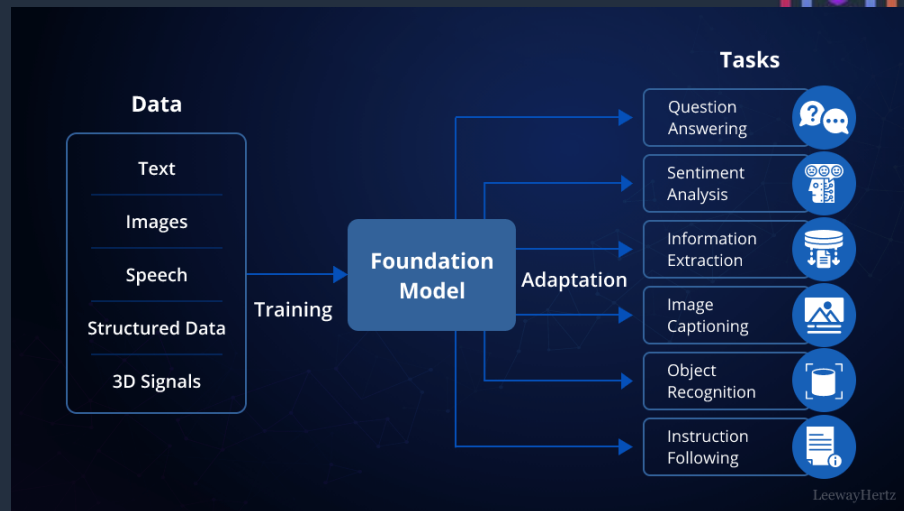 Data
Text
Images
Speech
Structured Data
3D Signals
Training
Foundation
Model
Adaptation
Tasks
Question
Answering
Sentiment
Analysis
Information
Extraction
Image
Captioning
Object
Recognition
Instruction
Following
LeewayHertz